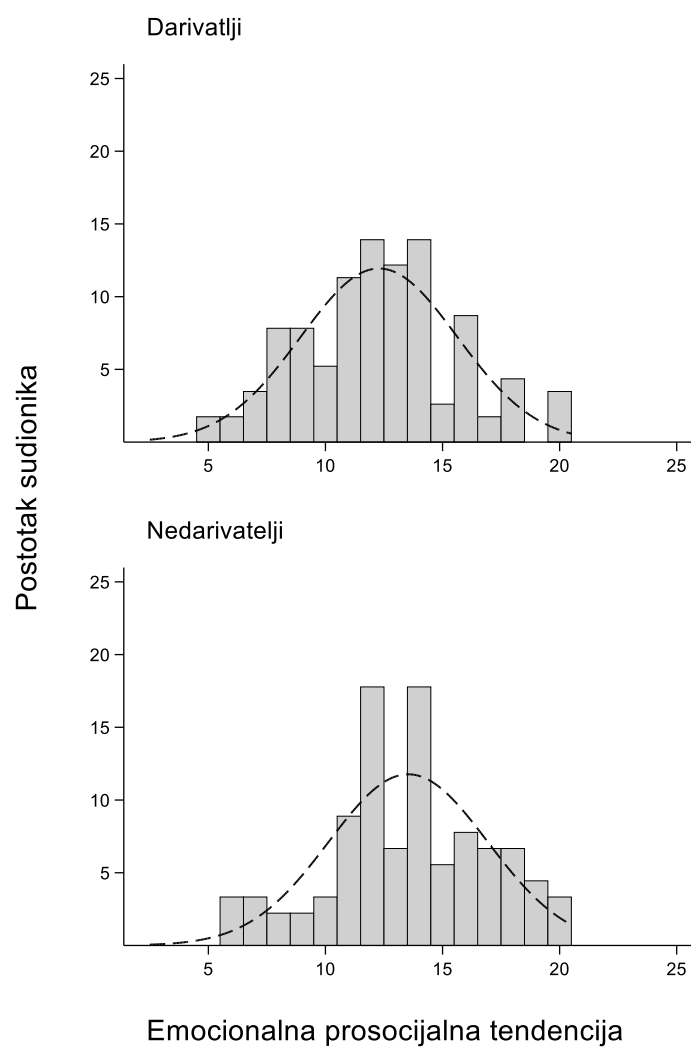 Darivatlji
25
20
15
10
5
5 10 15 20 25
Postotak sudionika
Nedarivatelji
25
20
15
10
5
5 10 15 20 25
Emocionalna prosocijalna tendencija